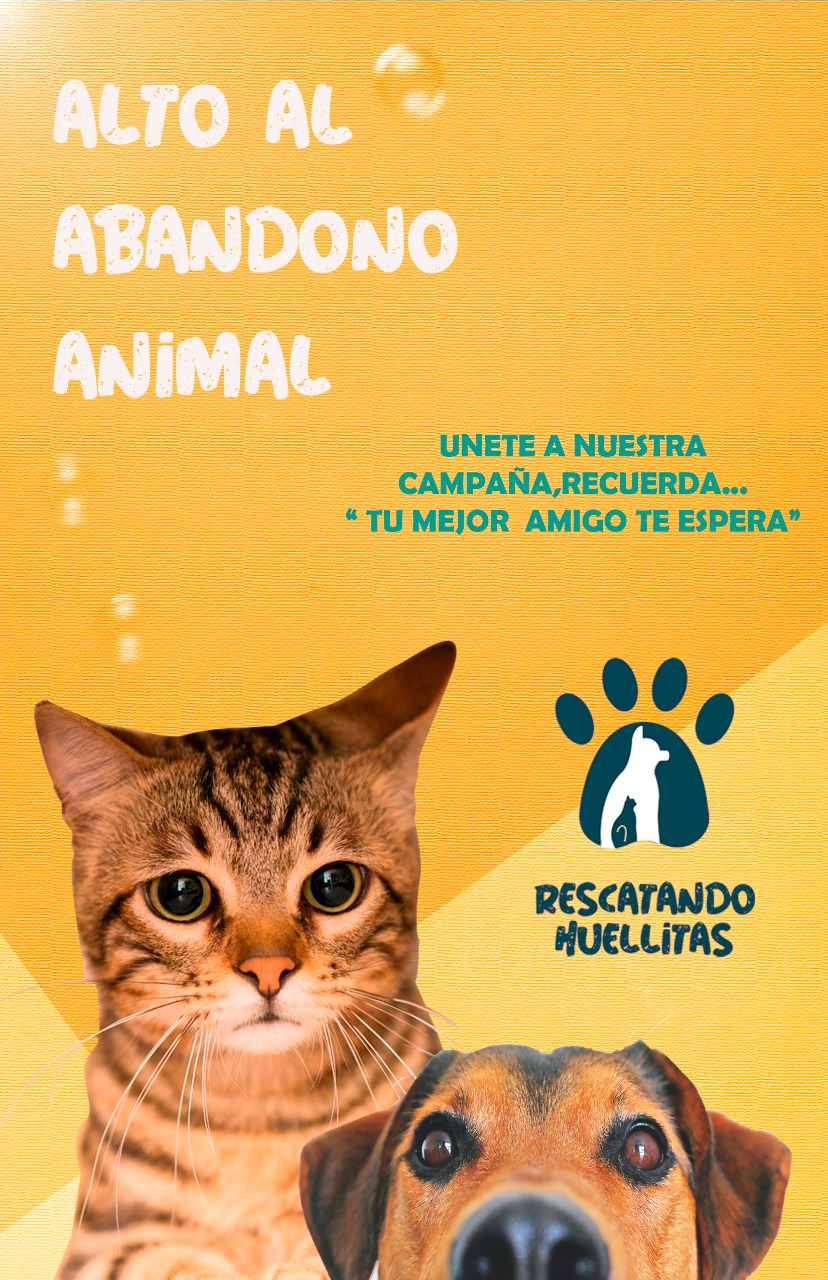 ALTO AL
ABANDONO
ANiMAL
UNETE A NUESTRA
CAMPAÑA,RECUERDA...
“ TU MEJOR  AMIGO TE ESPERA”
RESCATANDO
HUELLiTAS